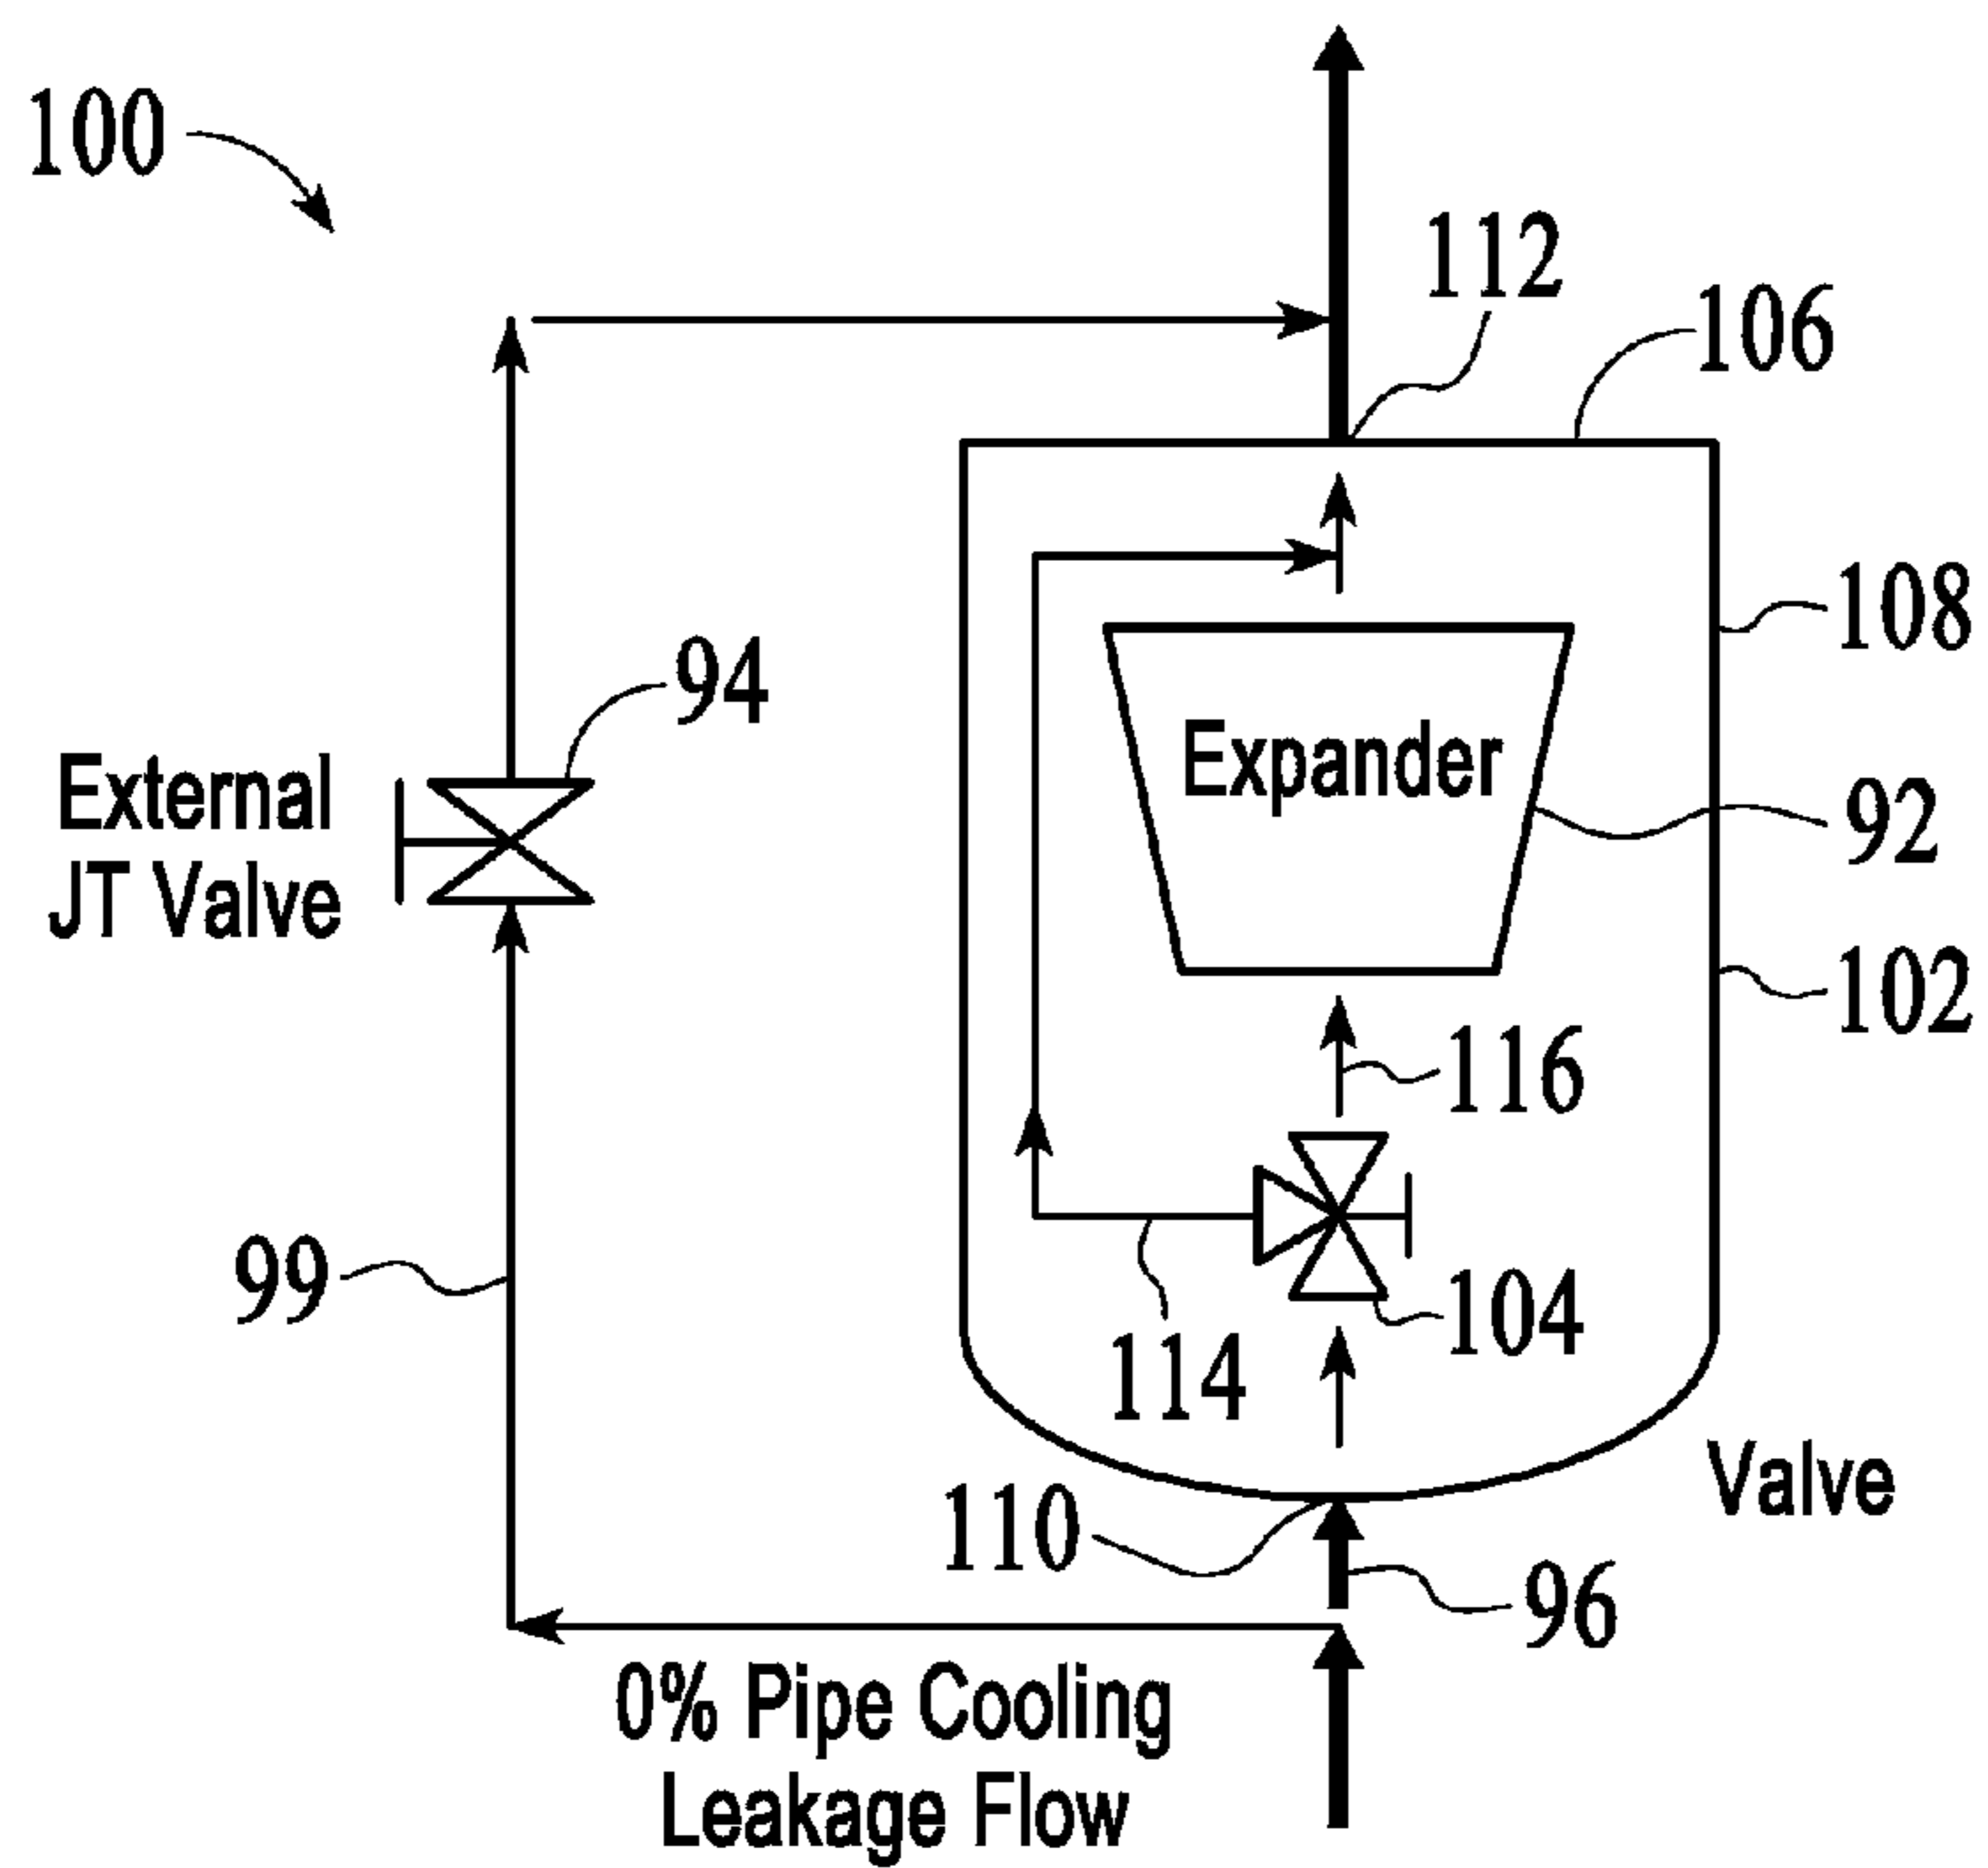 100
112
106
108
94
Expander
External
JT Valve
92
102
116
99
104
114
Valve
110
96
0% Pipe Cooling
Leakage Flow